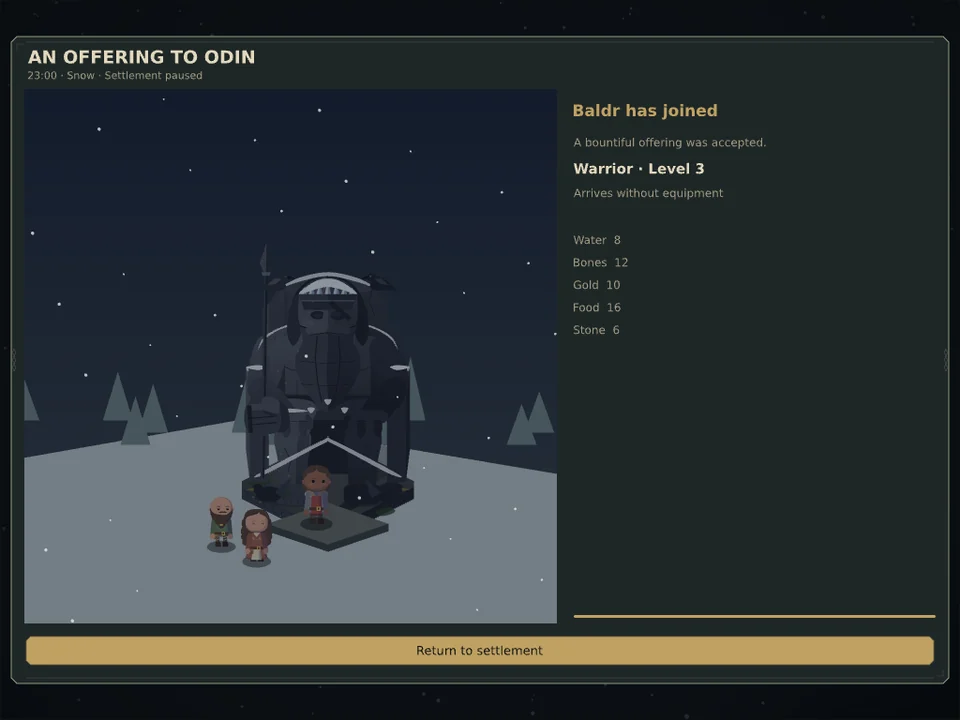 AN OFFERING TO ODIN
23:00 · Snow · Settlement paused
Baldr has joined
A bountiful offering was accepted.
Warrior · Level 3
Arrives without equipment
Water 8
Bones 12
Gold 10
Food 16
Stone 6
Return to settlement